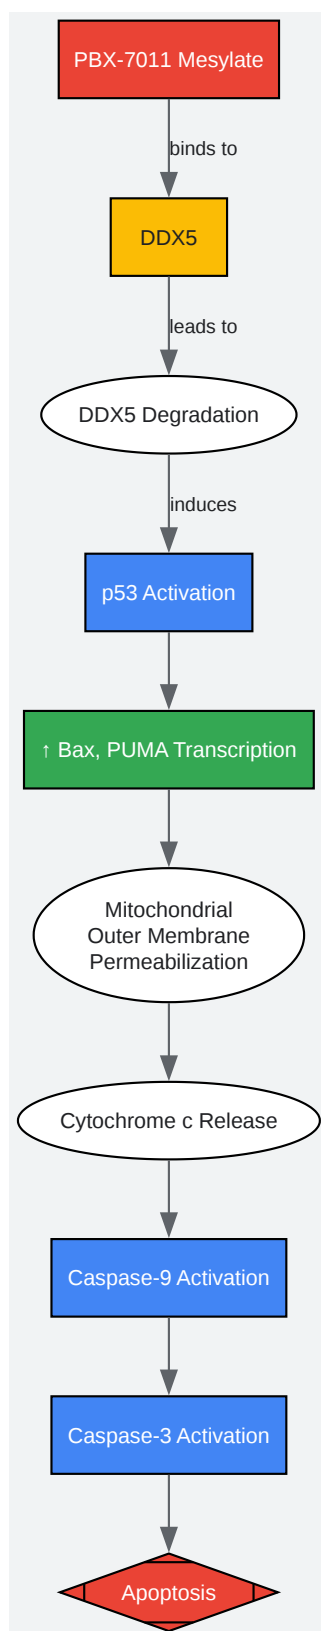 PBX-7011 Mesylate
binds to
DDX5
leads to
DDX5 Degradation
induces
p53 Activation
↑ Bax, PUMA Transcription
Mitochondrial
Outer Membrane
Permeabilization
Cytochrome c Release
Caspase-9 Activation
Caspase-3 Activation
Apoptosis